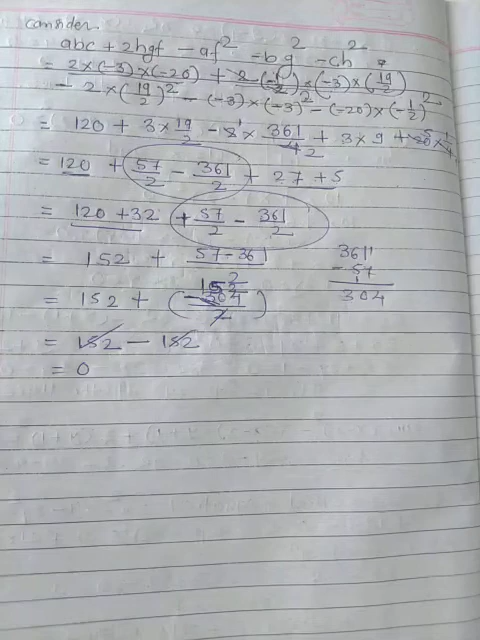 consider.
abc + 2hgf - af² - bg² - ch²
= 2×(-3)×(-20) + 2×(-1/2)×(-3)×(19/2)
- 2×(19/2)² - (-3)×(-3)² - (-20)×(-1/2)²
= 120 + 3×19/2 - 2×361/4 + 3×9 + 20×1/4
= 120 + 57/2 - 361/2 + 27 + 5
= 120 + 32 + 57/2 - 361/2
= 152 + 57-361
= 152 + (-304/2)
361
- 57
304
= 152 - 152
= 0